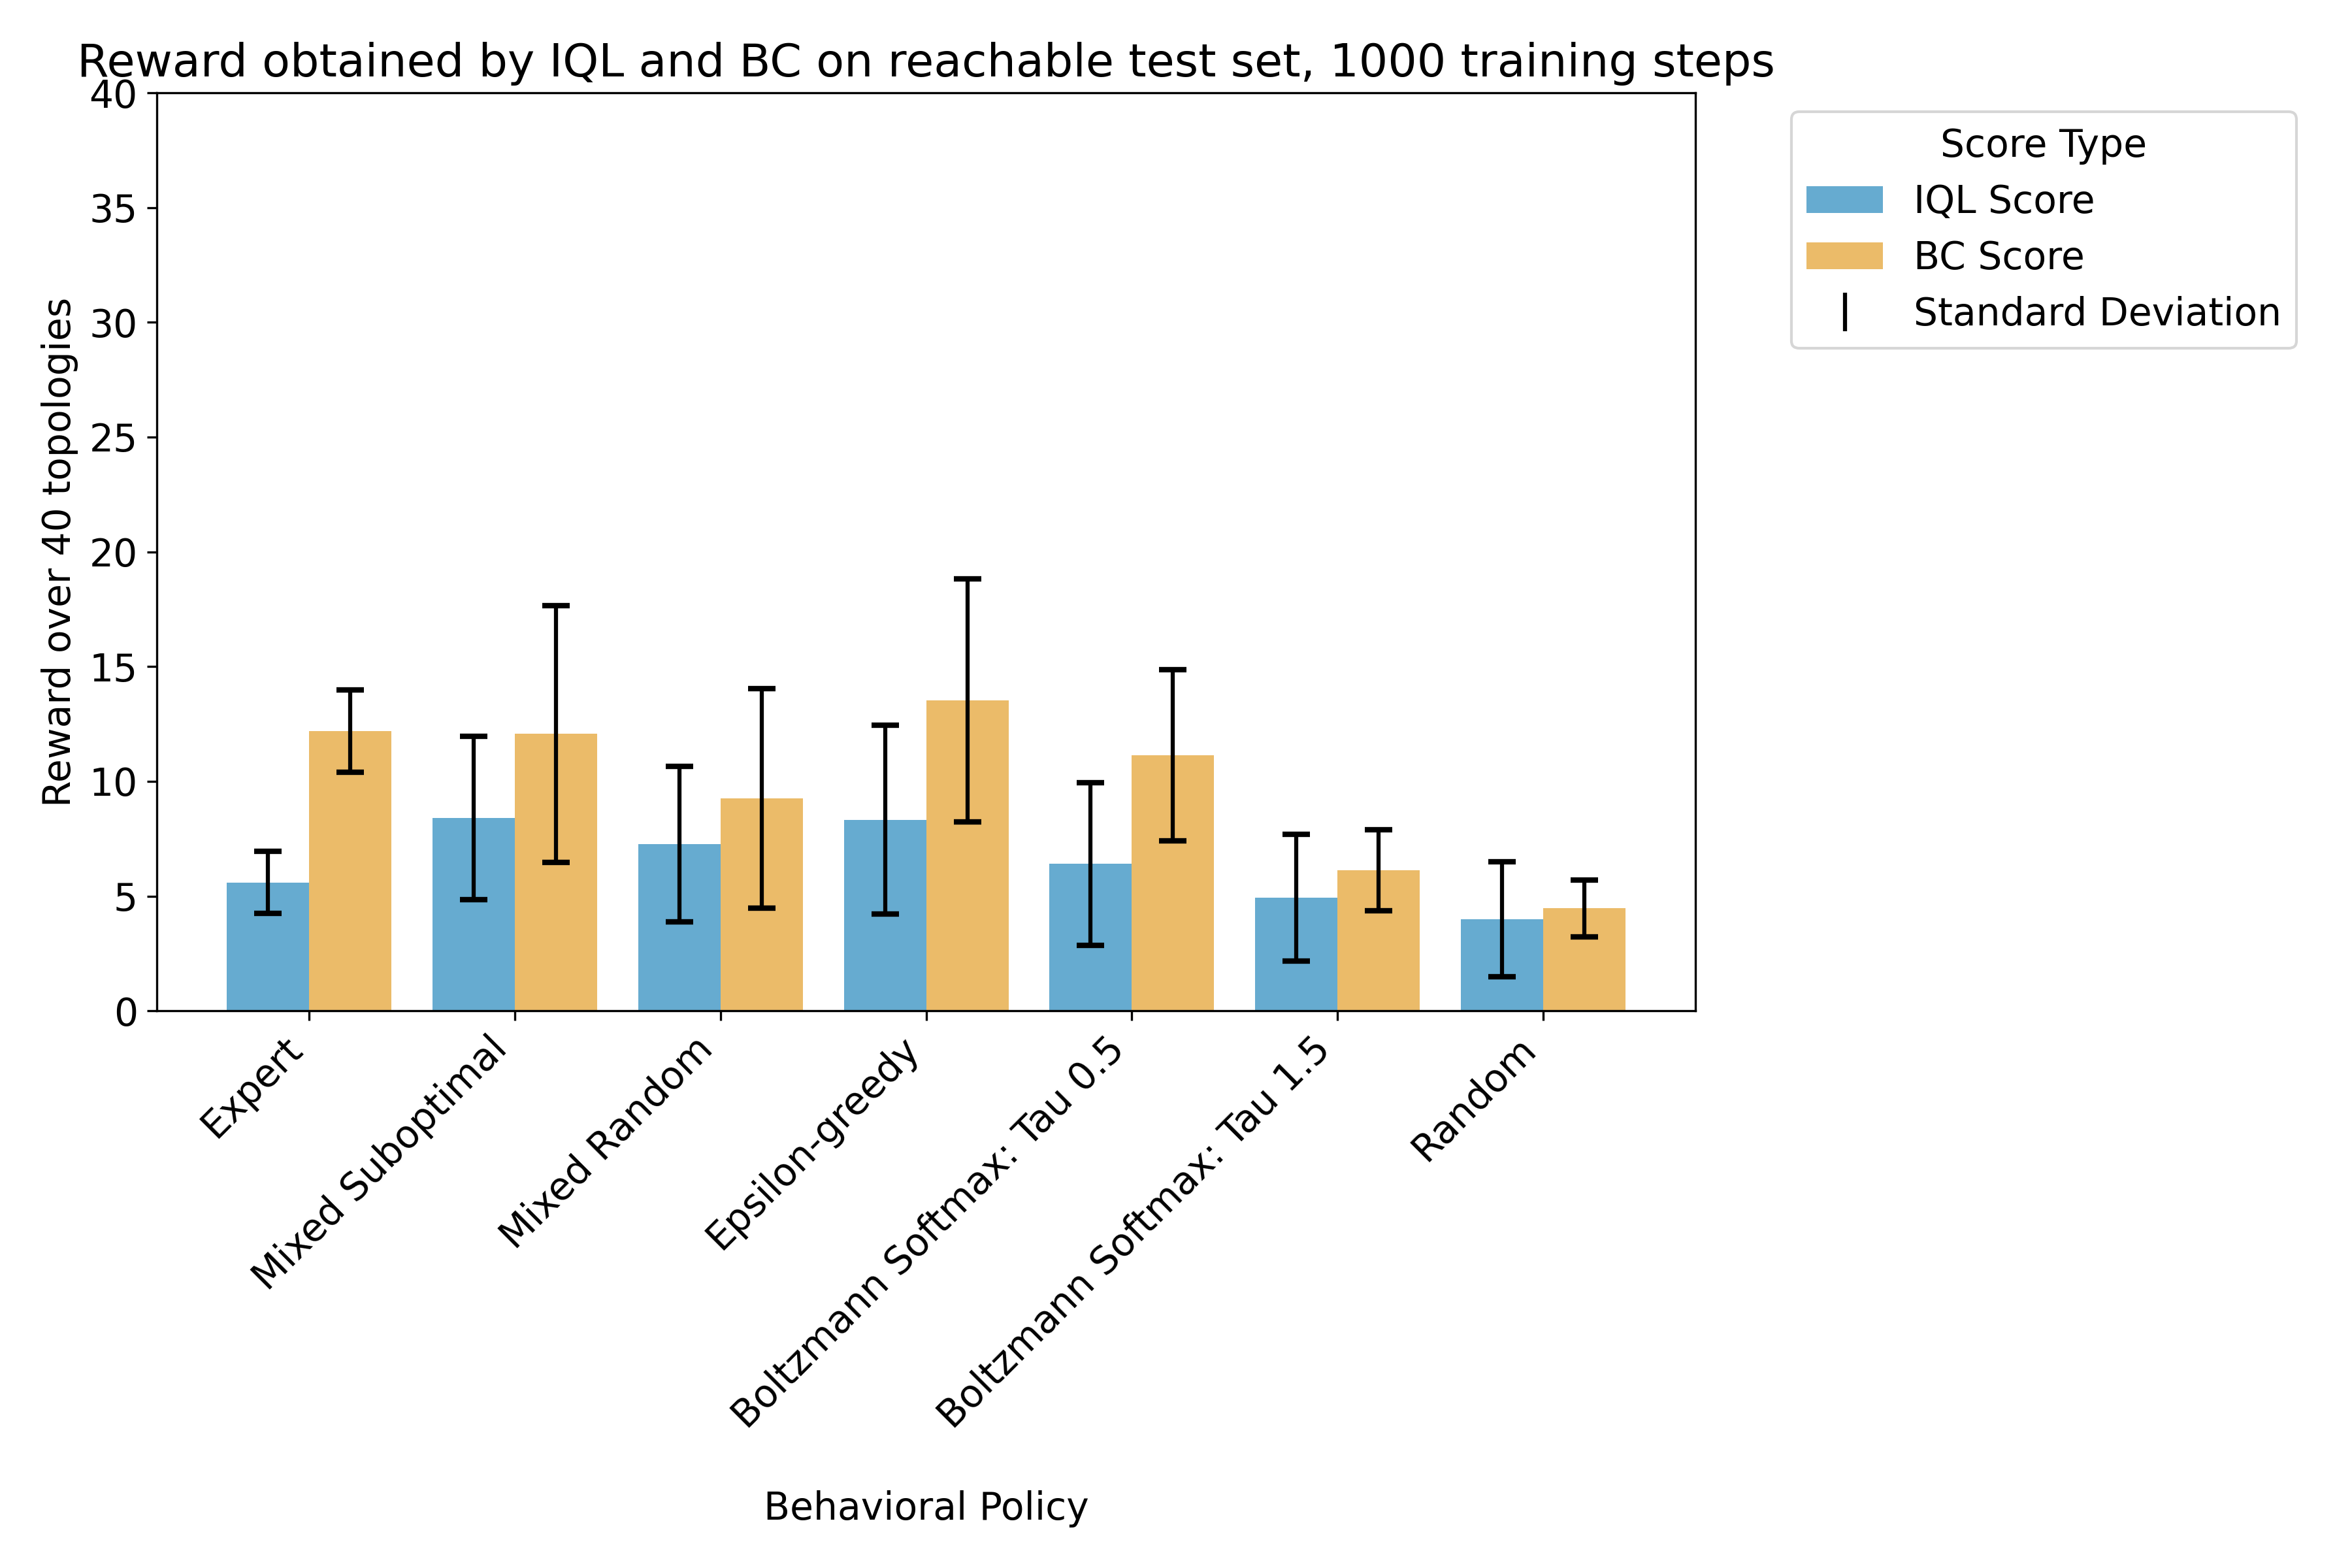 Reward obtained by IQL and BC on reachable test set, 1000 training steps
Score Type
IQL Score
BC Score
Standard Deviation
Reward over 40 topologies
40
35
30
25
20
15
10
5
0
Expert
Mixed Suboptimal
Mixed Random
Epsilon-greedy
Boltzmann Softmax: Tau 0.5
Boltzmann Softmax: Tau 1.5
Random
Behavioral Policy